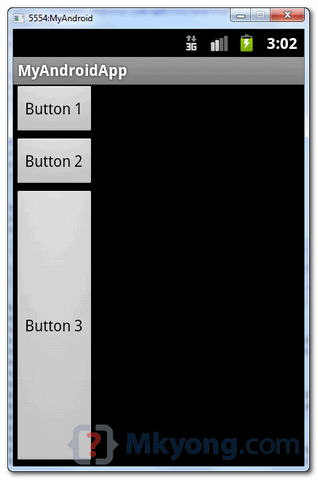 5554:MyAndroid
3G 3:02
MyAndroidApp
Button 1
Button 2
Button 3
Mkyong.com